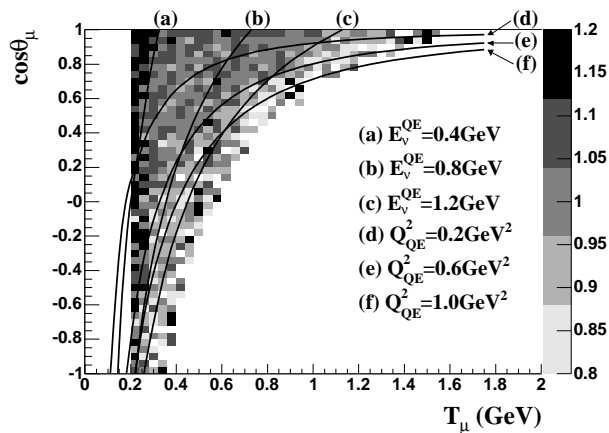 (a) (b) (c) (d)
(e)
(f)
cosθμ
1
0.8
0.6
0.4
0.2
-0
-0.2
-0.4
-0.6
-0.8
-1
(a) E_ν^QE=0.4GeV
(b) E_ν^QE=0.8GeV
(c) E_ν^QE=1.2GeV
(d) Q²_QE=0.2GeV²
(e) Q²_QE=0.6GeV²
(f) Q²_QE=1.0GeV²
0 0.2 0.4 0.6 0.8 1 1.2 1.4 1.6 1.8 2
Tμ (GeV)
1.2
1.15
1.1
1.05
1
0.95
0.9
0.85
0.8